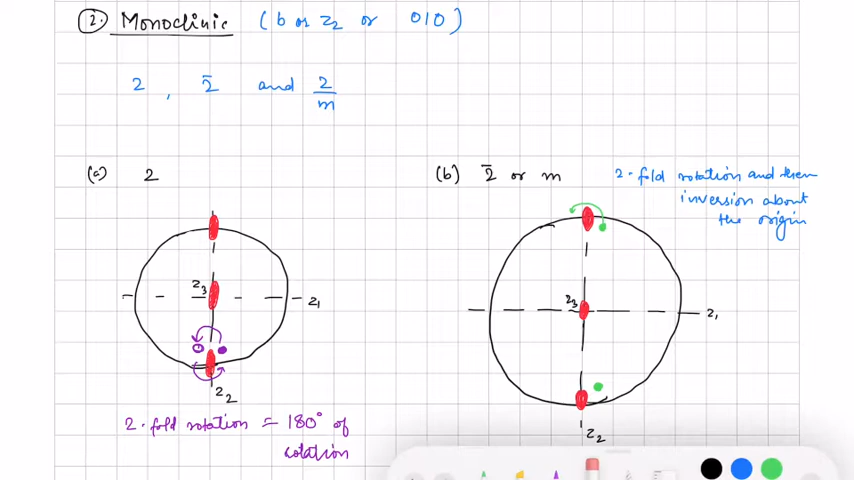 2. Monoclinic (b or Z2 or 010)
2, 2̅ and 2/m
(a) 2
(b) 2̅ or m
2-fold rotation and then
inversion about
the origin
Z3
Z1
Z2
2-fold rotation = 180° of
rotation
Z3
Z1
Z2